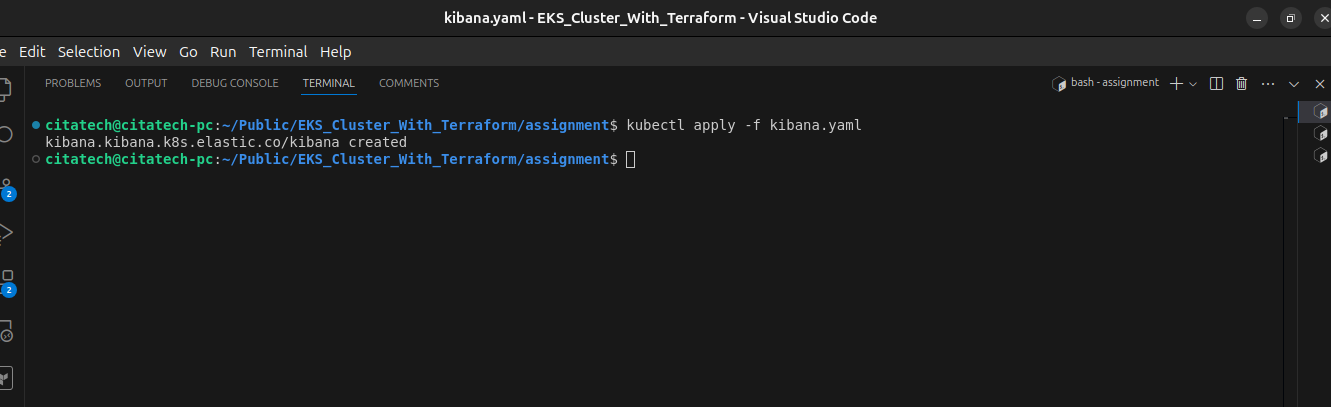 kibana.yaml - EKS_Cluster_With_Terraform - Visual Studio Code
e Edit Selection View Go Run Terminal Help
PROBLEMS OUTPUT DEBUG CONSOLE TERMINAL COMMENTS bash - assignment
citatech@citatech-pc:~/Public/EKS_Cluster_With_Terraform/assignment$ kubectl apply -f kibana.yaml
kibana.kibana.k8s.elastic.co/kibana created
citatech@citatech-pc:~/Public/EKS_Cluster_With_Terraform/assignment$
2
2